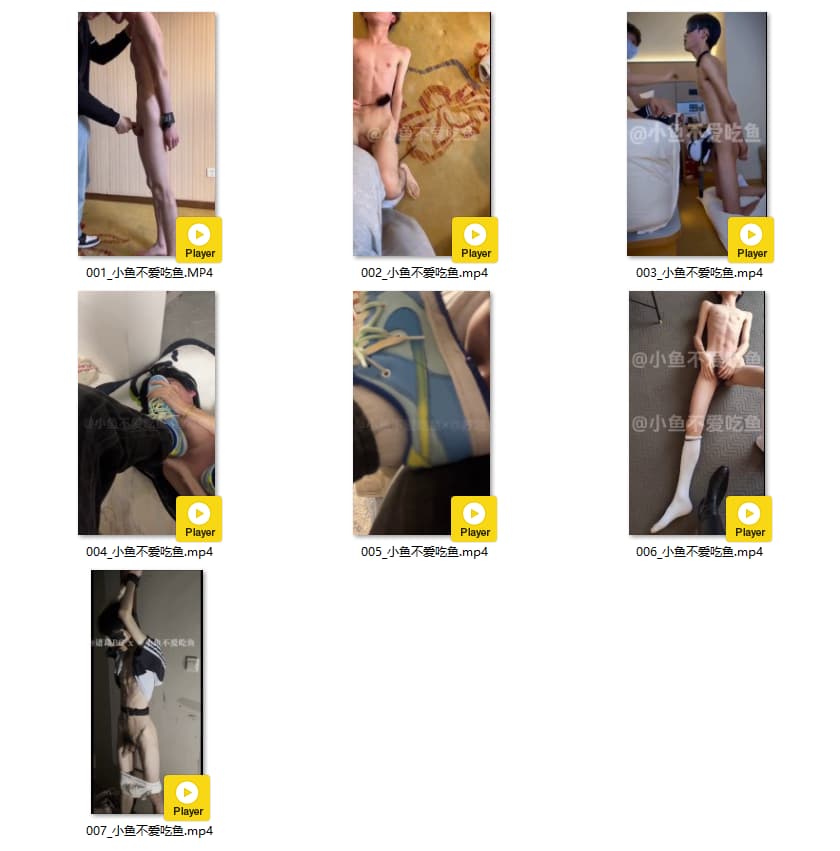 Player
Player
Player
001_小鱼不爱吃鱼.MP4
002_小鱼不爱吃鱼.mp4
003_小鱼不爱吃鱼.mp4
@小鱼不爱吃鱼
@小鱼不爱吃鱼
@小鱼不爱吃鱼
@小鱼不爱吃鱼
Player
Player
Player
004_小鱼不爱吃鱼.mp4
005_小鱼不爱吃鱼.mp4
006_小鱼不爱吃鱼.mp4
小鱼不爱吃鱼
Player
007_小鱼不爱吃鱼.mp4